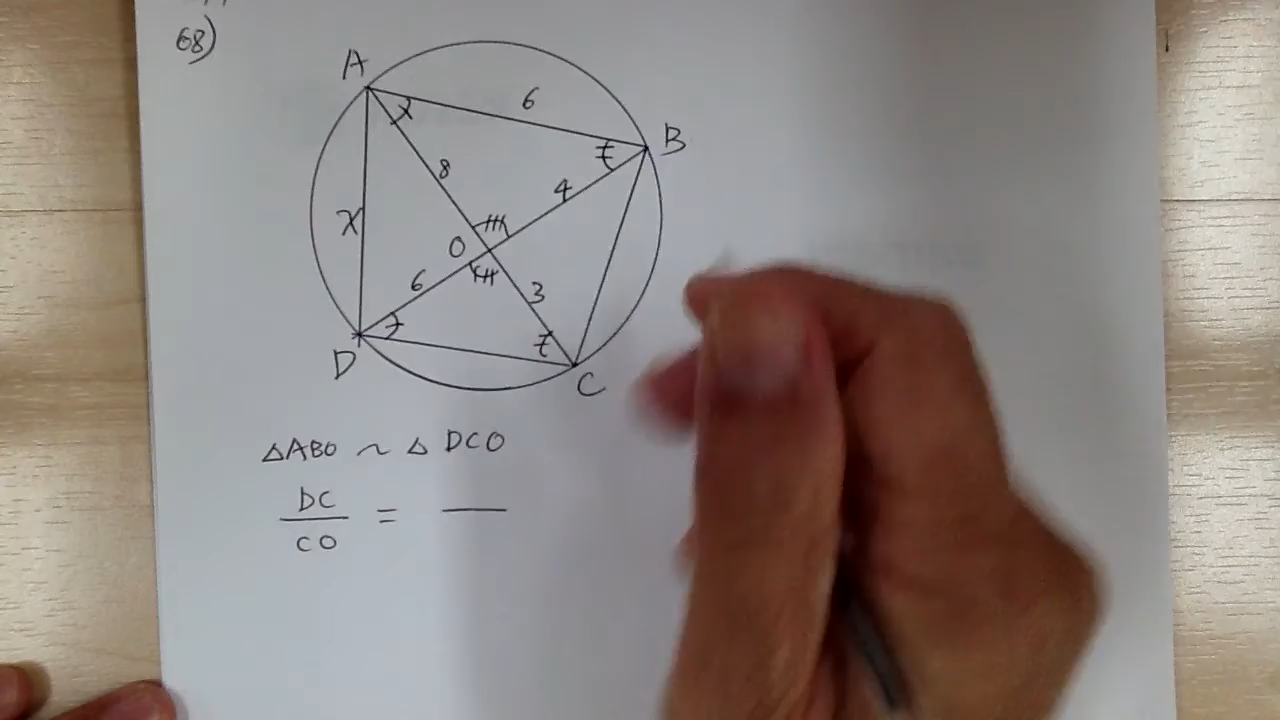 68)
A
6
B
8
4
x
O
6
3
D
C
△ABO ~ △DCO
DC/CO = —